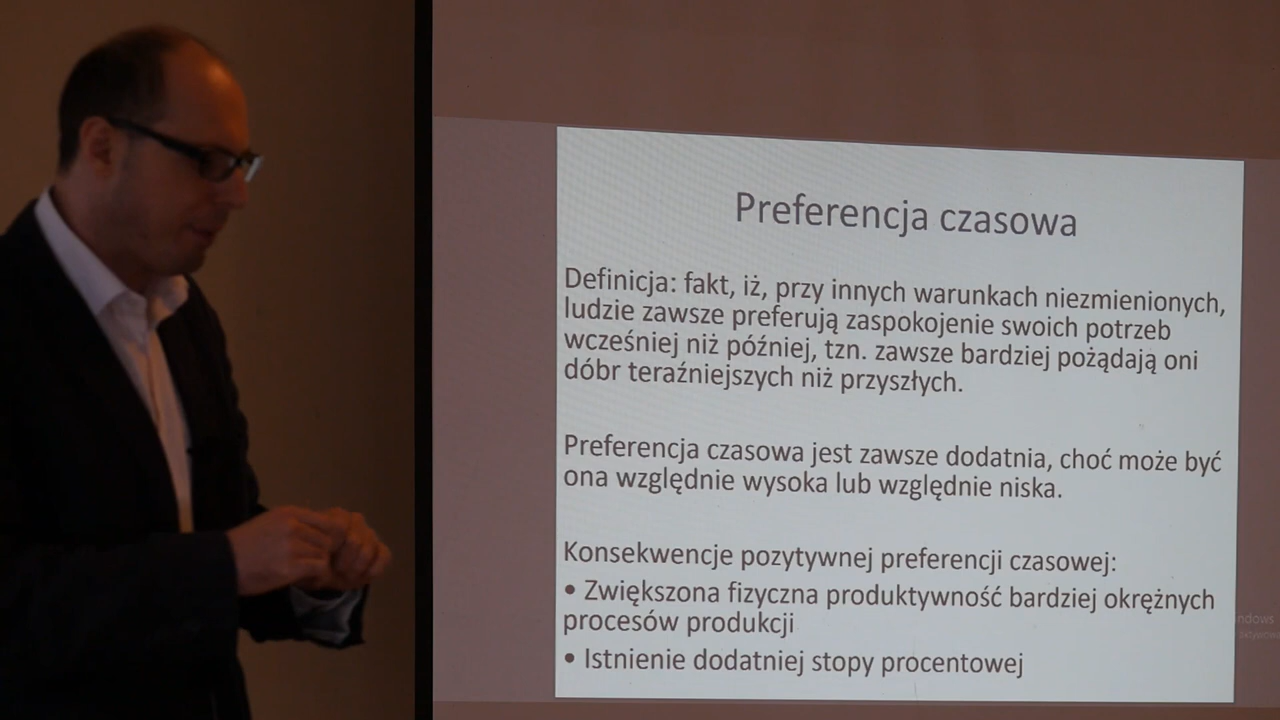 Preferencja czasowa
Definicja: fakt, iż, przy innych warunkach niezmienionych,
ludzie zawsze preferują zaspokojenie swoich potrzeb
wcześniej niż później, tzn. zawsze bardziej pożądają oni
dóbr teraźniejszych niż przyszłych.
Preferencja czasowa jest zawsze dodatnia, choć może być
ona względnie wysoka lub względnie niska.
Konsekwencje pozytywnej preferencji czasowej:
• Zwiększona fizyczna produktywność bardziej okrężnych
procesów produkcji
• Istnienie dodatniej stopy procentowej